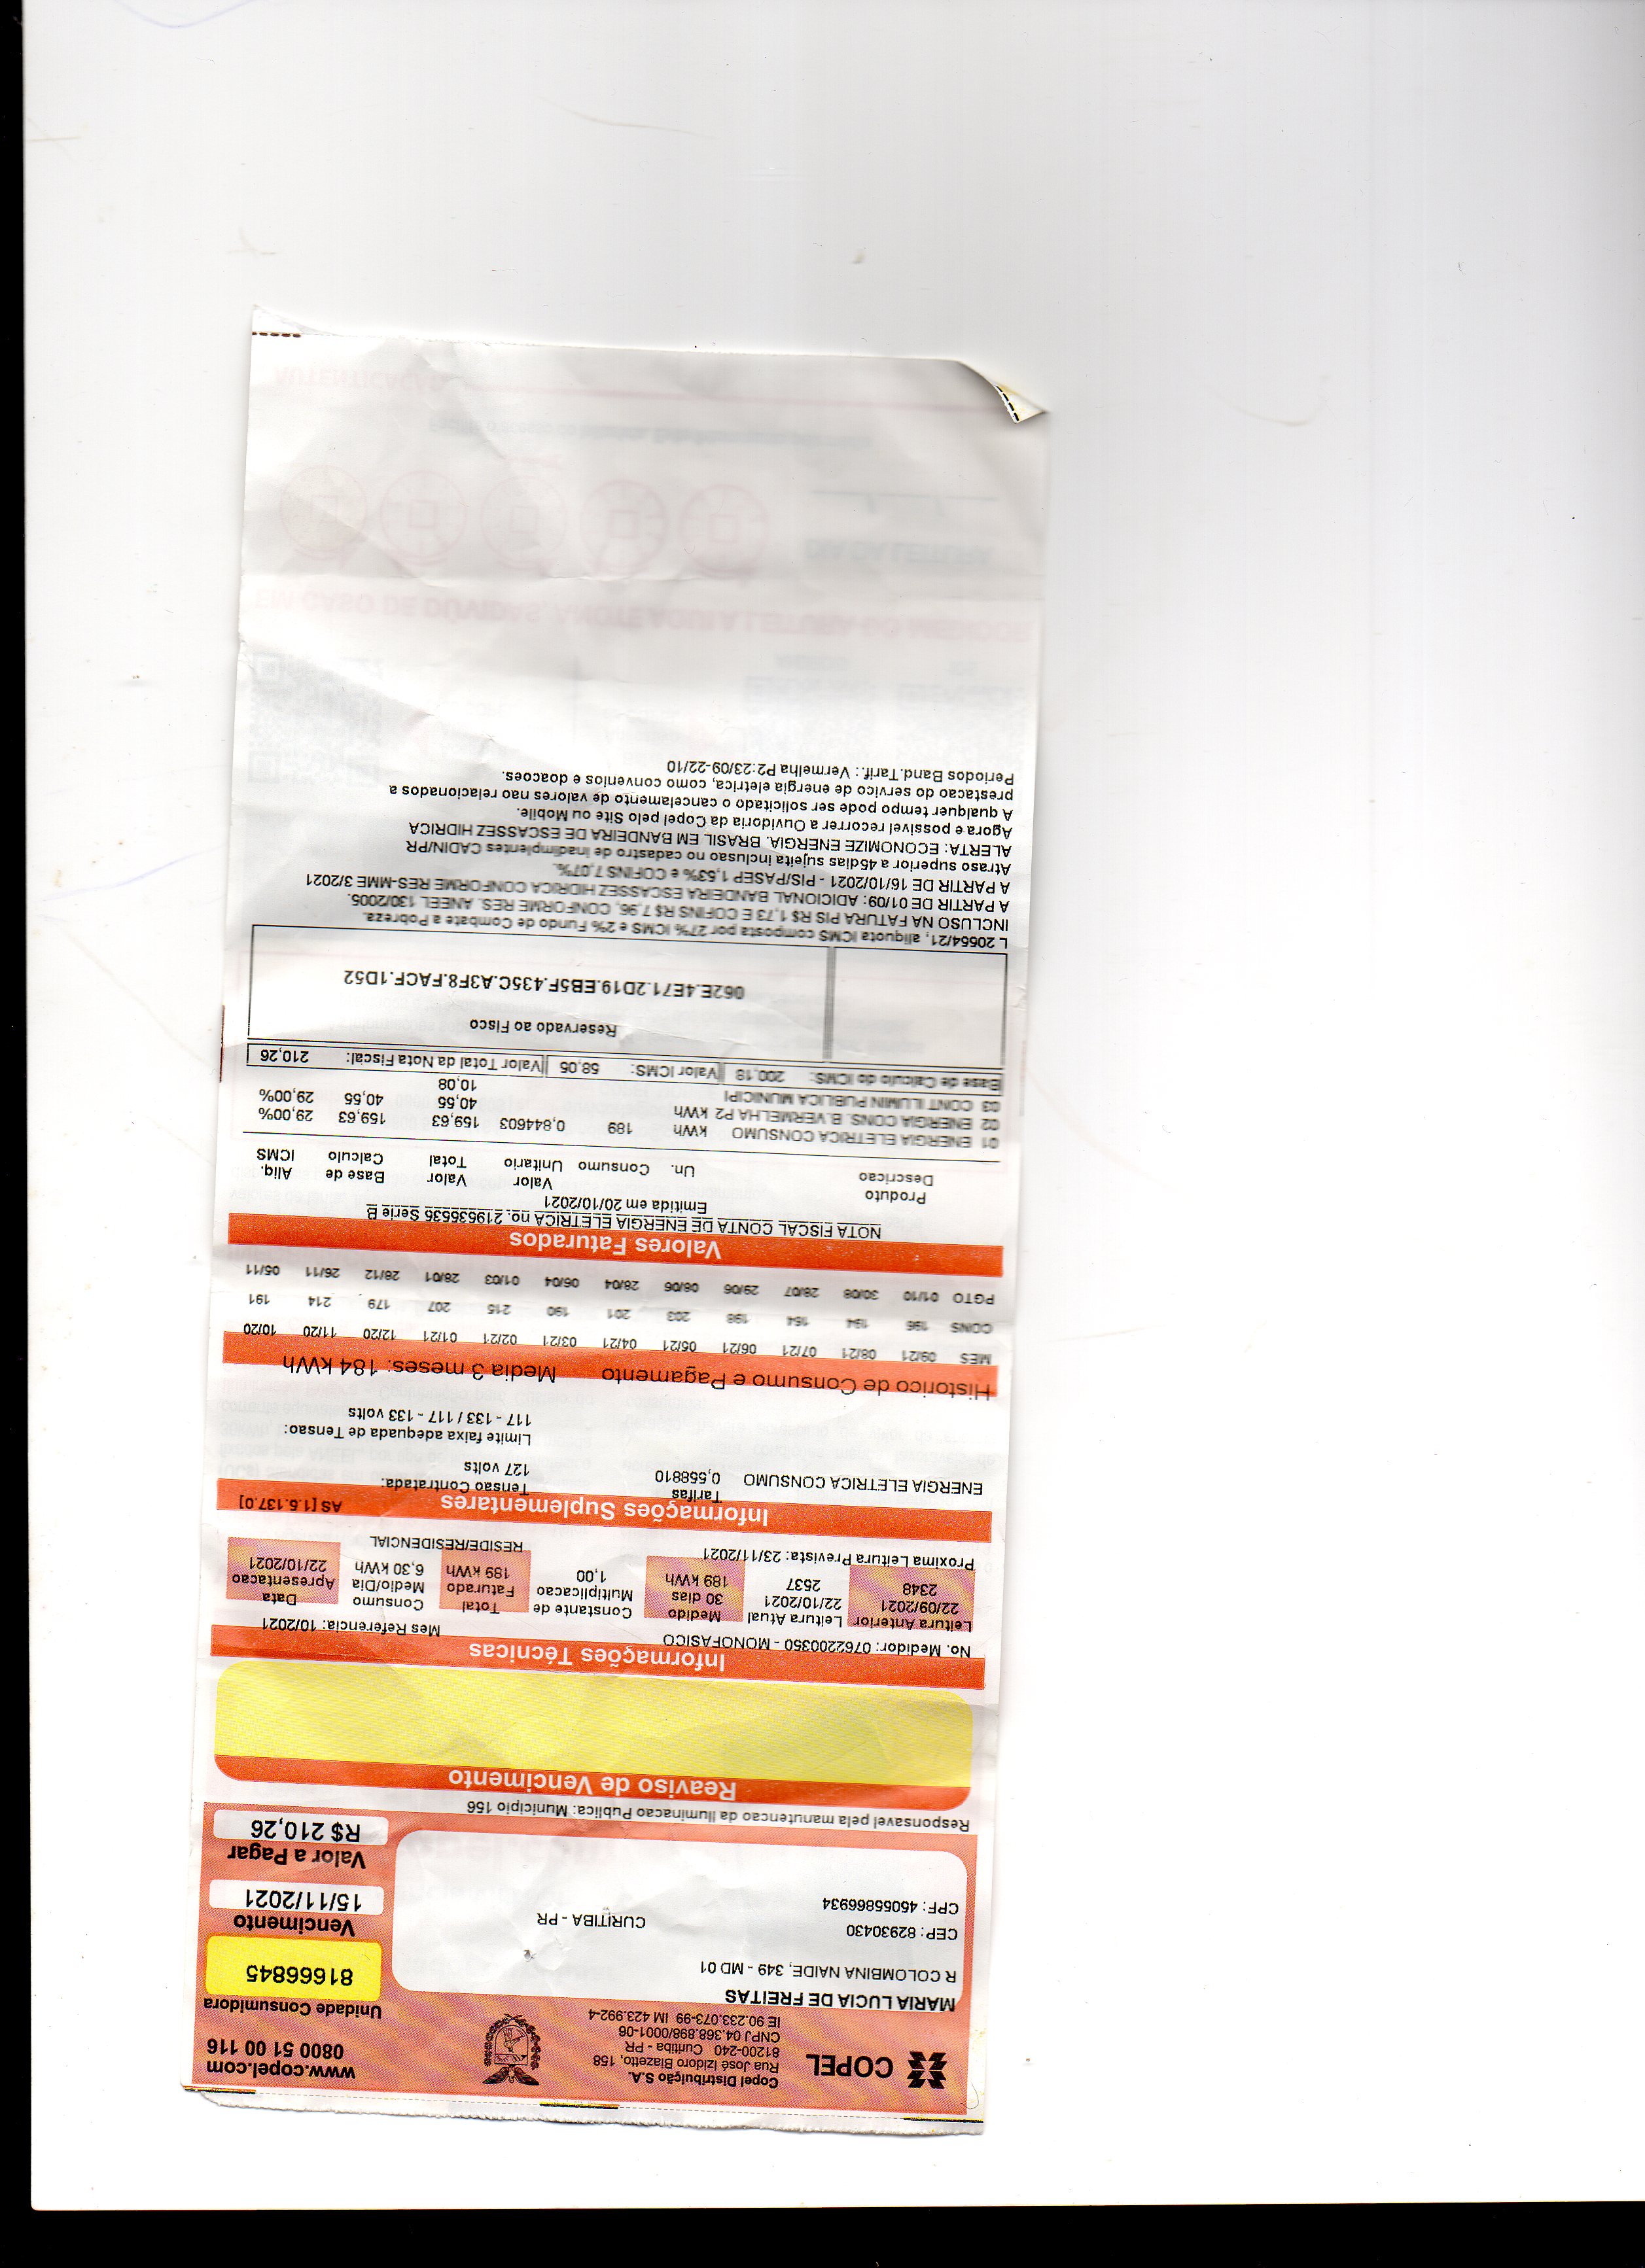 COPEL
Copel Distribuição S.A.
Rua José Izidoro Biazetto, 158
81200-240 Curitiba - PR
CNPJ 04.368.898/0001-06
IE 90.233.073-99 IM 423.992-4
www.copel.com
0800 51 00 116
Unidade Consumidora
81666845
Vencimento
15/11/2021
Valor a Pagar
R$ 210,26
MARIA LUCIA DE FREITAS
R COLOMBINA NAIDE, 349 - MD 01
CEP: 82930430 CURITIBA - PR
CPF: 45055866934
Responsavel pela manutencao da Iluminacao Publica: Municipio 156
Reaviso de Vencimento
Informações Técnicas
No. Medidor: 0762200350 - MONOFASICO Mes Referencia: 10/2021
Leitura Anterior Leitura Atual Medido Constante de Total Consumo Data
22/09/2021 22/10/2021 30 dias Multiplicacao Faturado Medio/Dia Apresentacao
2348 2537 189 kWh 1,00 189 kWh 6,30 kWh 22/10/2021
Proxima Leitura Prevista: 23/11/2021 RESIDE/RESIDENCIAL
Informações Suplementares AS [1.6.137.0]
Tarifas Tensao Contratada:
ENERGIA ELETRICA CONSUMO 0,558810 127 volts
Limite faixa adequada de Tensao:
117 - 133 / 117 - 133 volts
Historico de Consumo e Pagamento Media 3 meses: 184 kWh
MES 09/21 08/21 07/21 06/21 05/21 04/21 03/21 02/21 01/21 12/20 11/20 10/20
CONS 196 194 164 198 203 201 190 215 207 179 214 191
PGTO 01/10 30/08 28/07 29/06 08/06 28/04 06/04 01/03 28/01 28/12 26/11 05/11
Valores Faturados
NOTA FISCAL CONTA DE ENERGIA ELETRICA no. 219536535 Serie B
Emitida em 20/10/2021
Produto Un. Consumo Valor Valor Base de Aliq.
Descricao Unitario Total Calculo ICMS
01 ENERGIA ELETRICA CONSUMO kWh 189 0,844603 159,63 159,63 29,00%
02 ENERGIA CONS. B.VERMELHA P2 kWh 40,55 40,55 29,00%
03 CONT ILUMIN PUBLICA MUNICIPI 10,08
Base de Calculo do ICMS: 200,18 Valor ICMS: 58,05 Valor Total da Nota Fiscal: 210,26
Reservado ao Fisco
062E.4E71.2D19.EB5F.435C.A3F8.FACF.1D52
L 20554/21, aliquota ICMS composta por 27% ICMS e 2% Fundo de Combate a Pobreza.
INCLUSO NA FATURA PIS R$ 1,73 E COFINS R$ 7,96, CONFORME RES. ANEEL 130/2005.
A PARTIR DE 01/09: ADICIONAL BANDEIRA ESCASSEZ HIDRICA CONFORME RES-MME 3/2021
A PARTIR DE 16/10/2021 - PIS/PASEP 1,53% e COFINS 7,07%.
Atraso superior a 45dias sujeita inclusao no cadastro de inadimplentes CADIN/PR
ALERTA: ECONOMIZE ENERGIA. BRASIL EM BANDEIRA DE ESCASSEZ HIDRICA
Agora e possivel recorrer a Ouvidoria da Copel pelo Site ou Mobile.
A qualquer tempo pode ser solicitado o cancelamento de valores nao relacionados a
prestacao do servico de energia eletrica, como convenios e doacoes.
Periodos Band.Tarif.: Vermelha P2:23/09-22/10